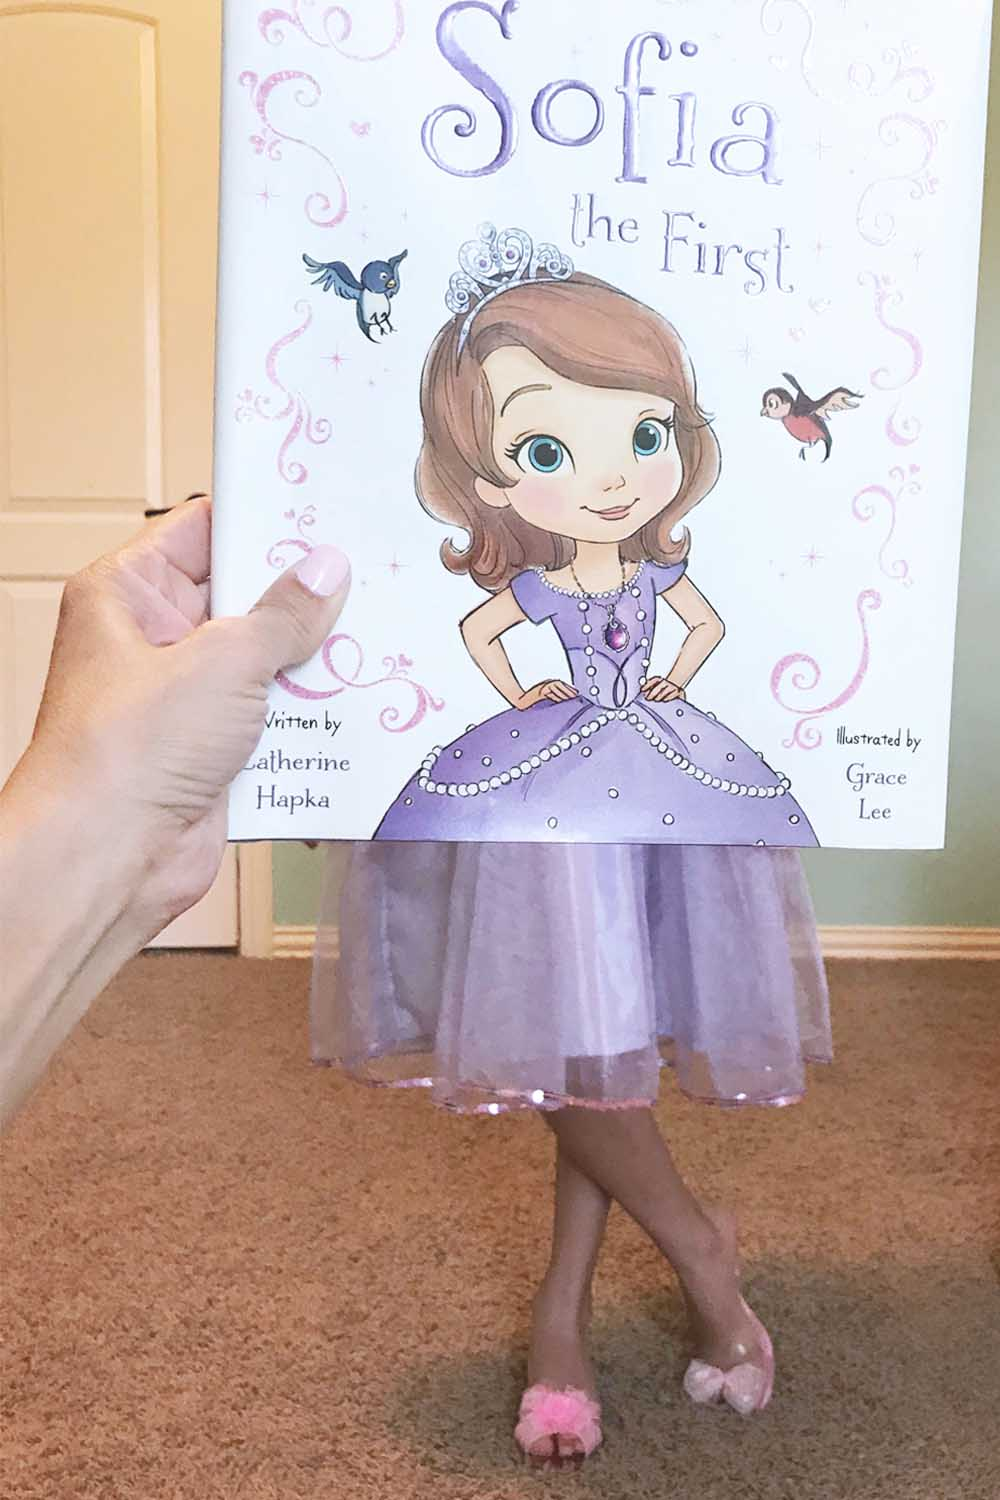 Sofia
the First
Written by
Catherine
Hapka
Illustrated by
Grace
Lee